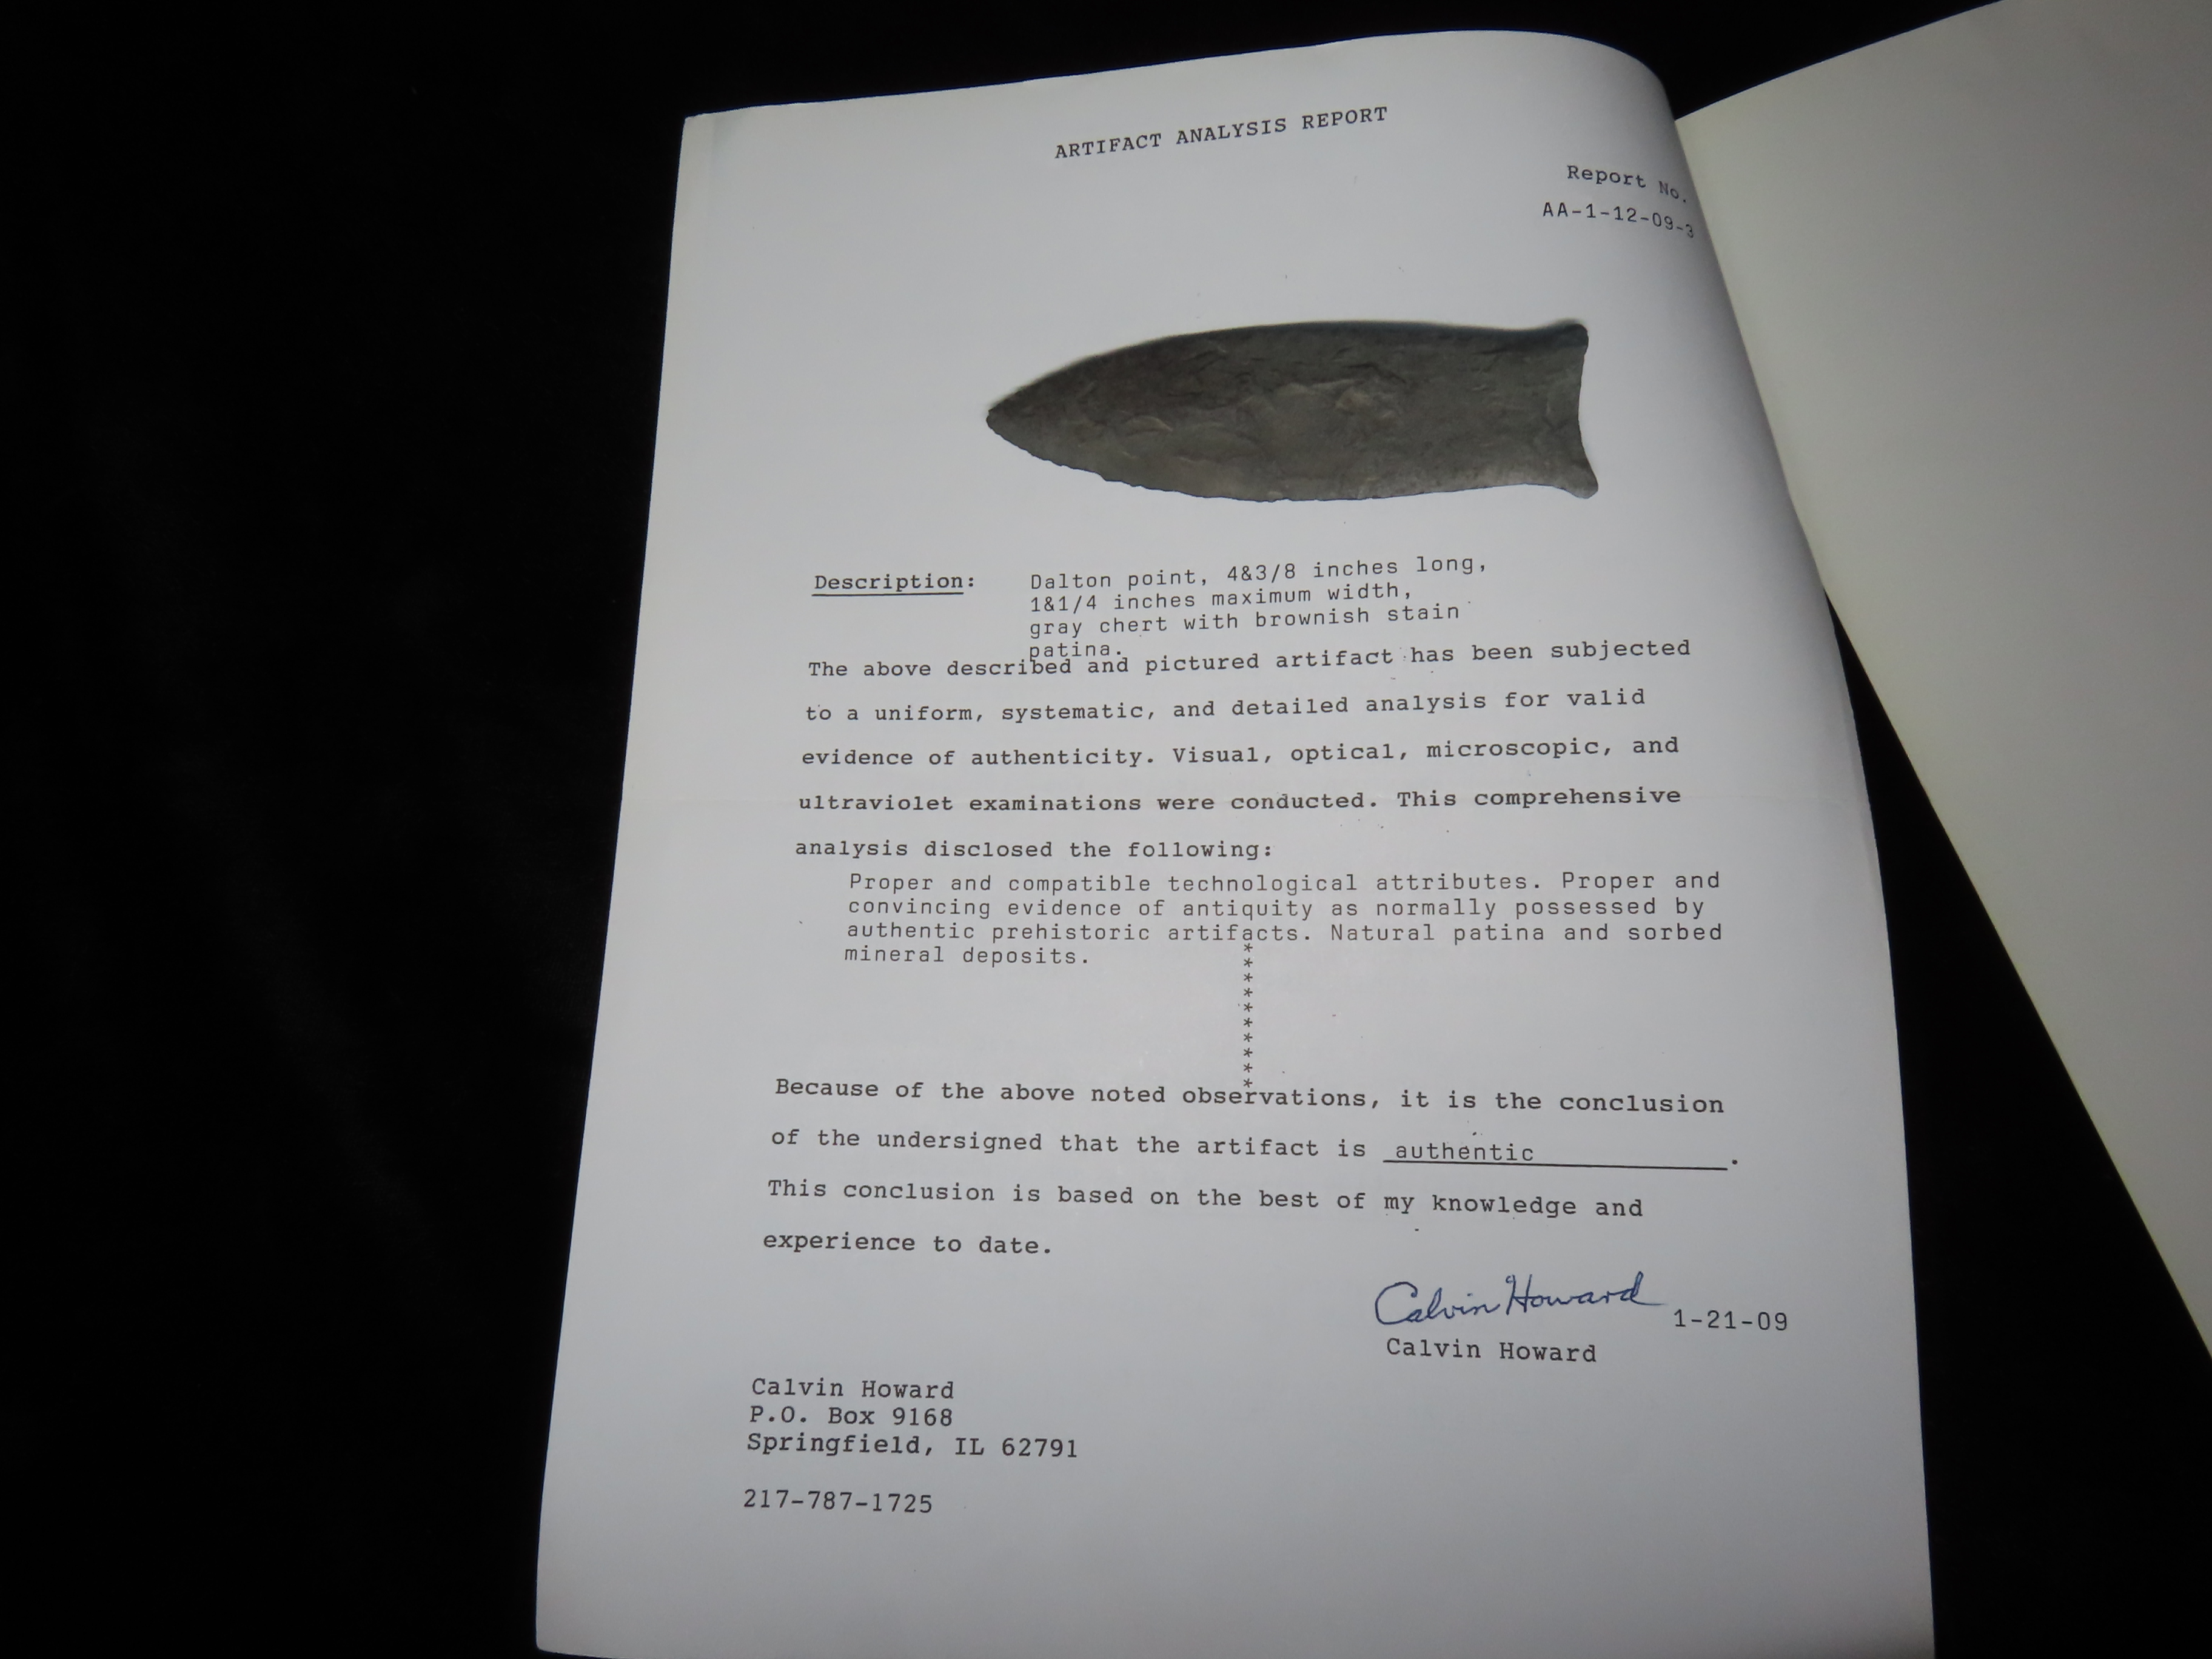 ARTIFACT ANALYSIS REPORT
Report No.
AA-1-12-09-3
Description: Dalton point, 4&3/8 inches long,
1&1/4 inches maximum width,
gray chert with brownish stain
patina.
The above described and pictured artifact has been subjected
to a uniform, systematic, and detailed analysis for valid
evidence of authenticity. Visual, optical, microscopic, and
ultraviolet examinations were conducted. This comprehensive
analysis disclosed the following:
Proper and compatible technological attributes. Proper and
convincing evidence of antiquity as normally possessed by
authentic prehistoric artifacts. Natural patina and sorbed
mineral deposits.
*
*
*
*
*
*
*
*
*
*
Because of the above noted observations, it is the conclusion
of the undersigned that the artifact is authentic.
This conclusion is based on the best of my knowledge and
experience to date.
Calvin Howard 1-21-09
Calvin Howard
Calvin Howard
P.O. Box 9168
Springfield, IL 62791
217-787-1725